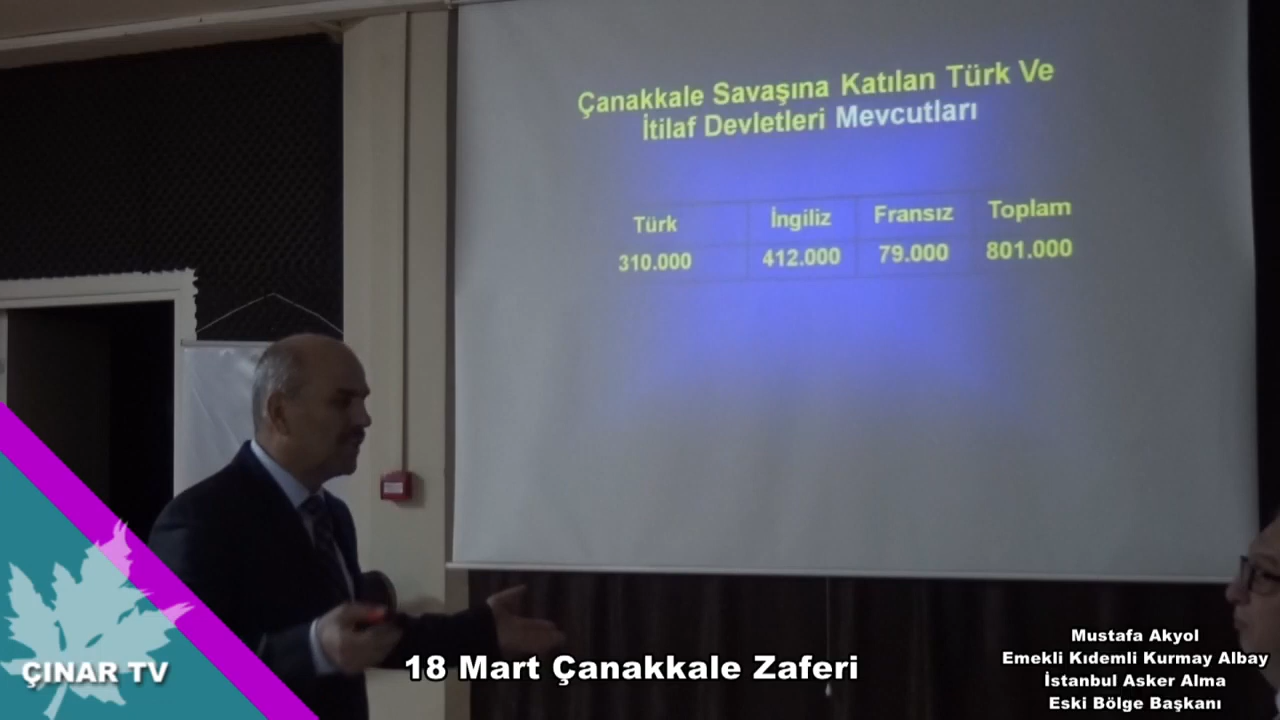 Çanakkale Savaşına Katılan Türk Ve
İtilaf Devletleri Mevcutları
Türk İngiliz Fransız Toplam
310.000 412.000 79.000 801.000
ÇINAR TV
18 Mart Çanakkale Zaferi
Mustafa Akyol
Emekli Kıdemli Kurmay Albay
İstanbul Asker Alma
Eski Bölge Başkanı